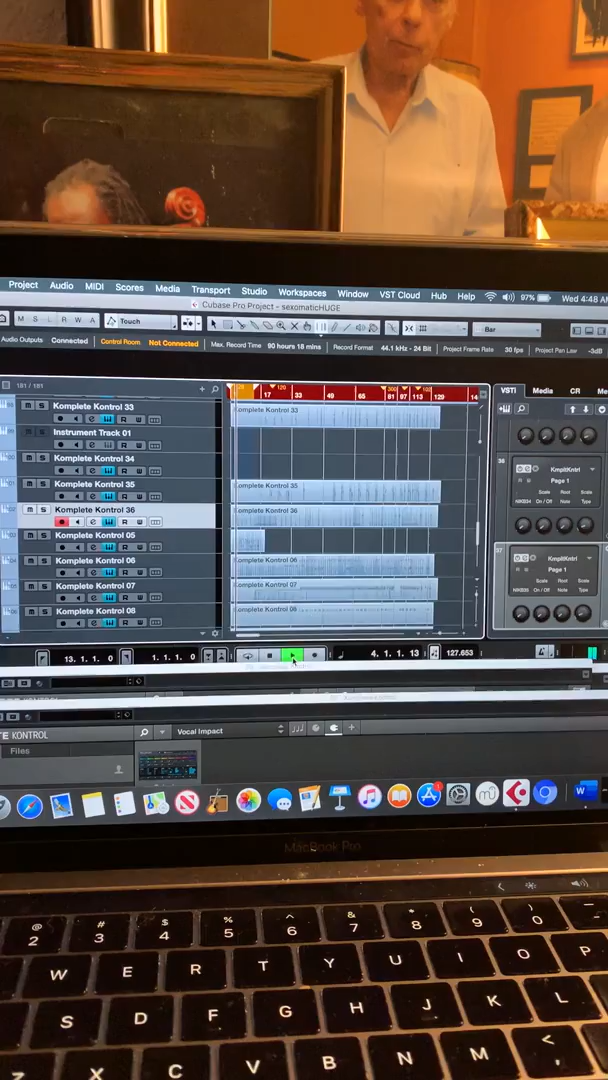 Project Audio MIDI Scores Media Transport Studio Workspaces Window VST Cloud Hub Help 97% Wed 4:48 A
Cubase Pro Project - sexomaticHUGE
M S L R W A Touch Bar
Audio Outputs Connected Control Room Not Connected Max. Record Time 90 hours 18 mins Record Format 44.1 kHz - 24 Bit Project Frame Rate 30 fps Project Pan Law -3dB
181 / 181
17 33 49 65 81 97 113 129 14
VSTi Media CR Me
Komplete Kontrol 33
Komplete Kontrol 33
Instrument Track 01
Komplete Kontrol 34
Komplete Kontrol 35
Komplete Kontrol 35
Komplete Kontrol 36
Komplete Kontrol 36
Komplete Kontrol 05
Komplete Kontrol 06
Komplete Kontrol 06
Komplete Kontrol 07
Komplete Kontrol 07
Komplete Kontrol 08
Komplete Kontrol 08
KmpltKntrl
Page 1
Scale Root Scale
On / Off Note Type
37
KmpltKntrl
Page 1
Scale Root Scale
On / Off Note Type
13. 1. 1. 0 1. 1. 1. 0 4. 1. 1. 13 127.653
TE KONTROL Vocal Impact
Files
MacBook Pro
@ 2 # 3 $ 4 % 5 ^ 6 & 7 * 8 ( 9 ) 0
W E R T Y U I O P
S D F G H J K L
X C V B N M < ,